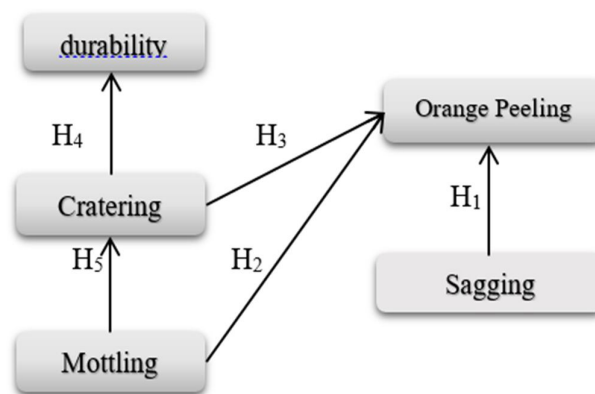 durability
Orange Peeling
H4
H3
Cratering
H1
H5
H2
Sagging
Mottling